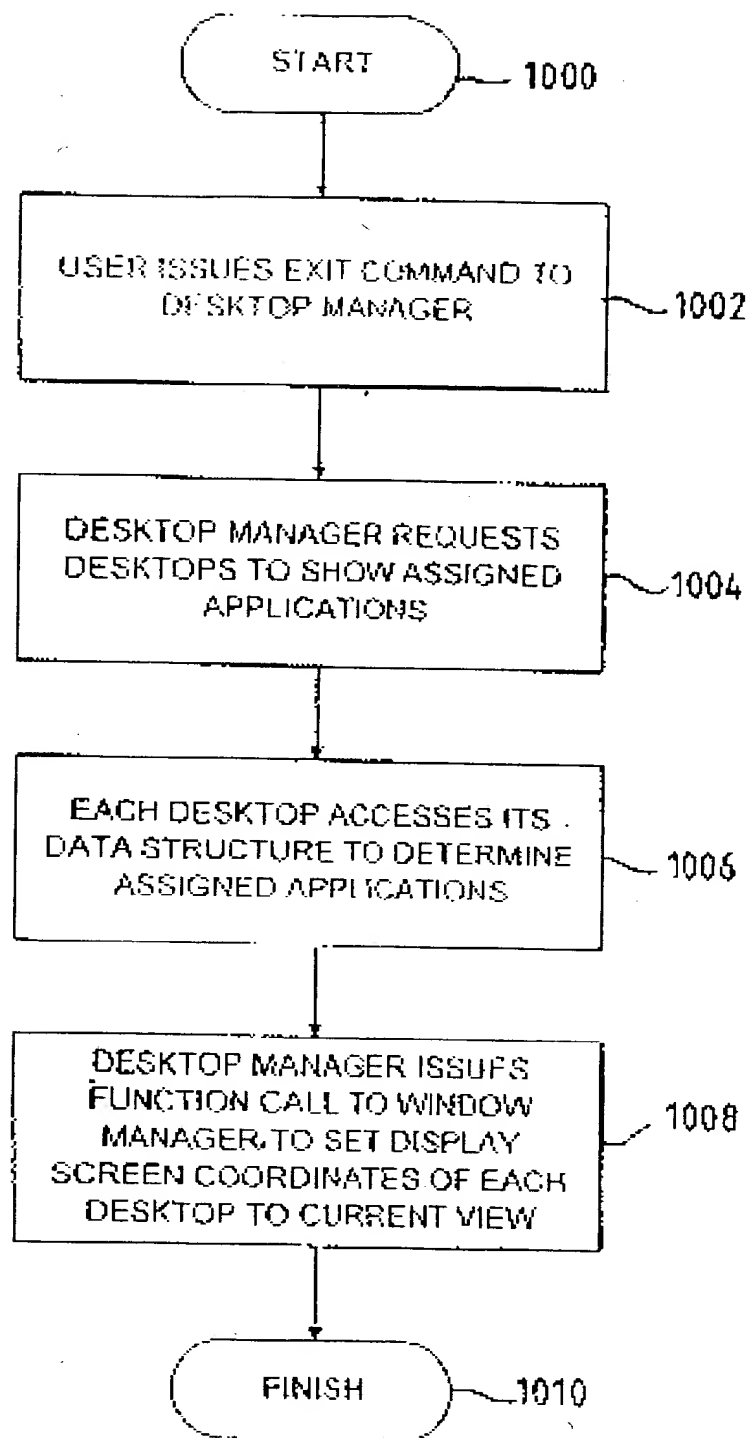 START
1000
USER ISSUES EXIT COMMAND TO
DESKTOP MANAGER
1002
DESKTOP MANAGER REQUESTS
DESKTOPS TO SHOW ASSIGNED
APPLICATIONS
1004
EACH DESKTOP ACCESSES ITS
DATA STRUCTURE TO DETERMINE
ASSIGNED APPLICATIONS
1006
DESKTOP MANAGER ISSUES
FUNCTION CALL TO WINDOW
MANAGER TO SET DISPLAY
SCREEN COORDINATES OF EACH
DESKTOP TO CURRENT VIEW
1008
FINISH
1010